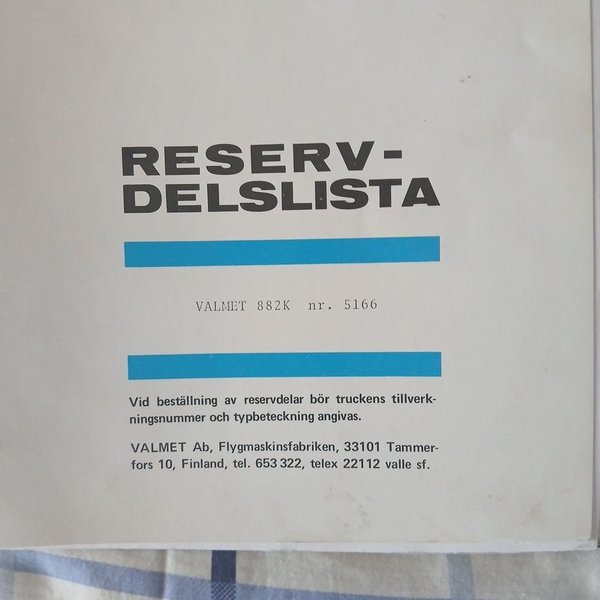 RESERV-
DELSLISTA
VALMET 882K nr. 5166
Vid beställning av reservdelar bör truckens tillverk-
ningsnummer och typbeteckning angivas.
VALMET Ab, Flygmaskinsfabriken, 33101 Tammer-
fors 10, Finland, tel. 653 322, telex 22112 valle sf.